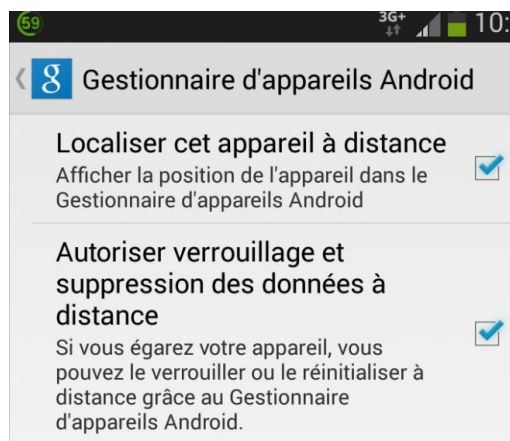 59 3G+ 10:
Gestionnaire d'appareils Android
Localiser cet appareil à distance
Afficher la position de l'appareil dans le
Gestionnaire d'appareils Android
Autoriser verrouillage et
suppression des données à
distance
Si vous égarez votre appareil, vous
pouvez le verrouiller ou le réinitialiser à
distance grâce au Gestionnaire
d'appareils Android.